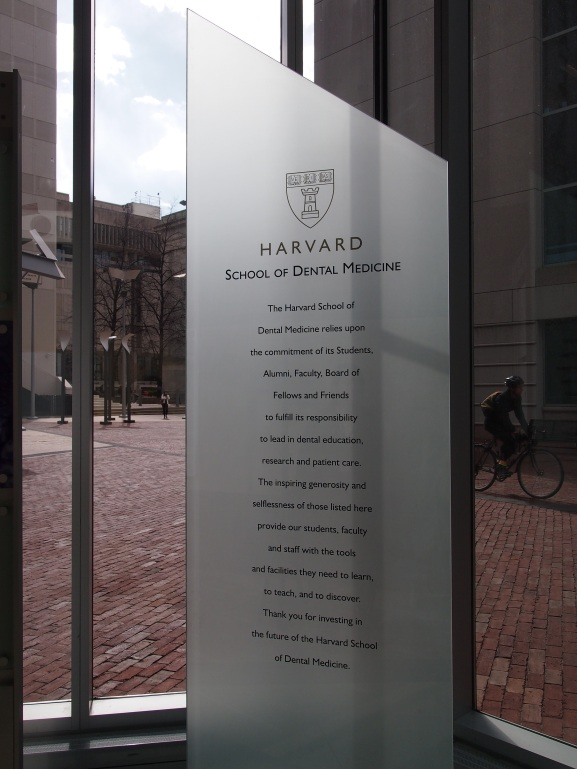 HARVARD
SCHOOL OF DENTAL MEDICINE
The Harvard School of
Dental Medicine relies upon
the commitment of its Students,
Alumni, Faculty, Board of
Fellows and Friends
to fulfill its responsibility
to lead in dental education,
research and patient care.
The inspiring generosity and
selflessness of those listed here
provide our students, faculty
and staff with the tools
and facilities they need to learn,
to teach, and to discover.
Thank you for investing in
the future of the Harvard School
of Dental Medicine.